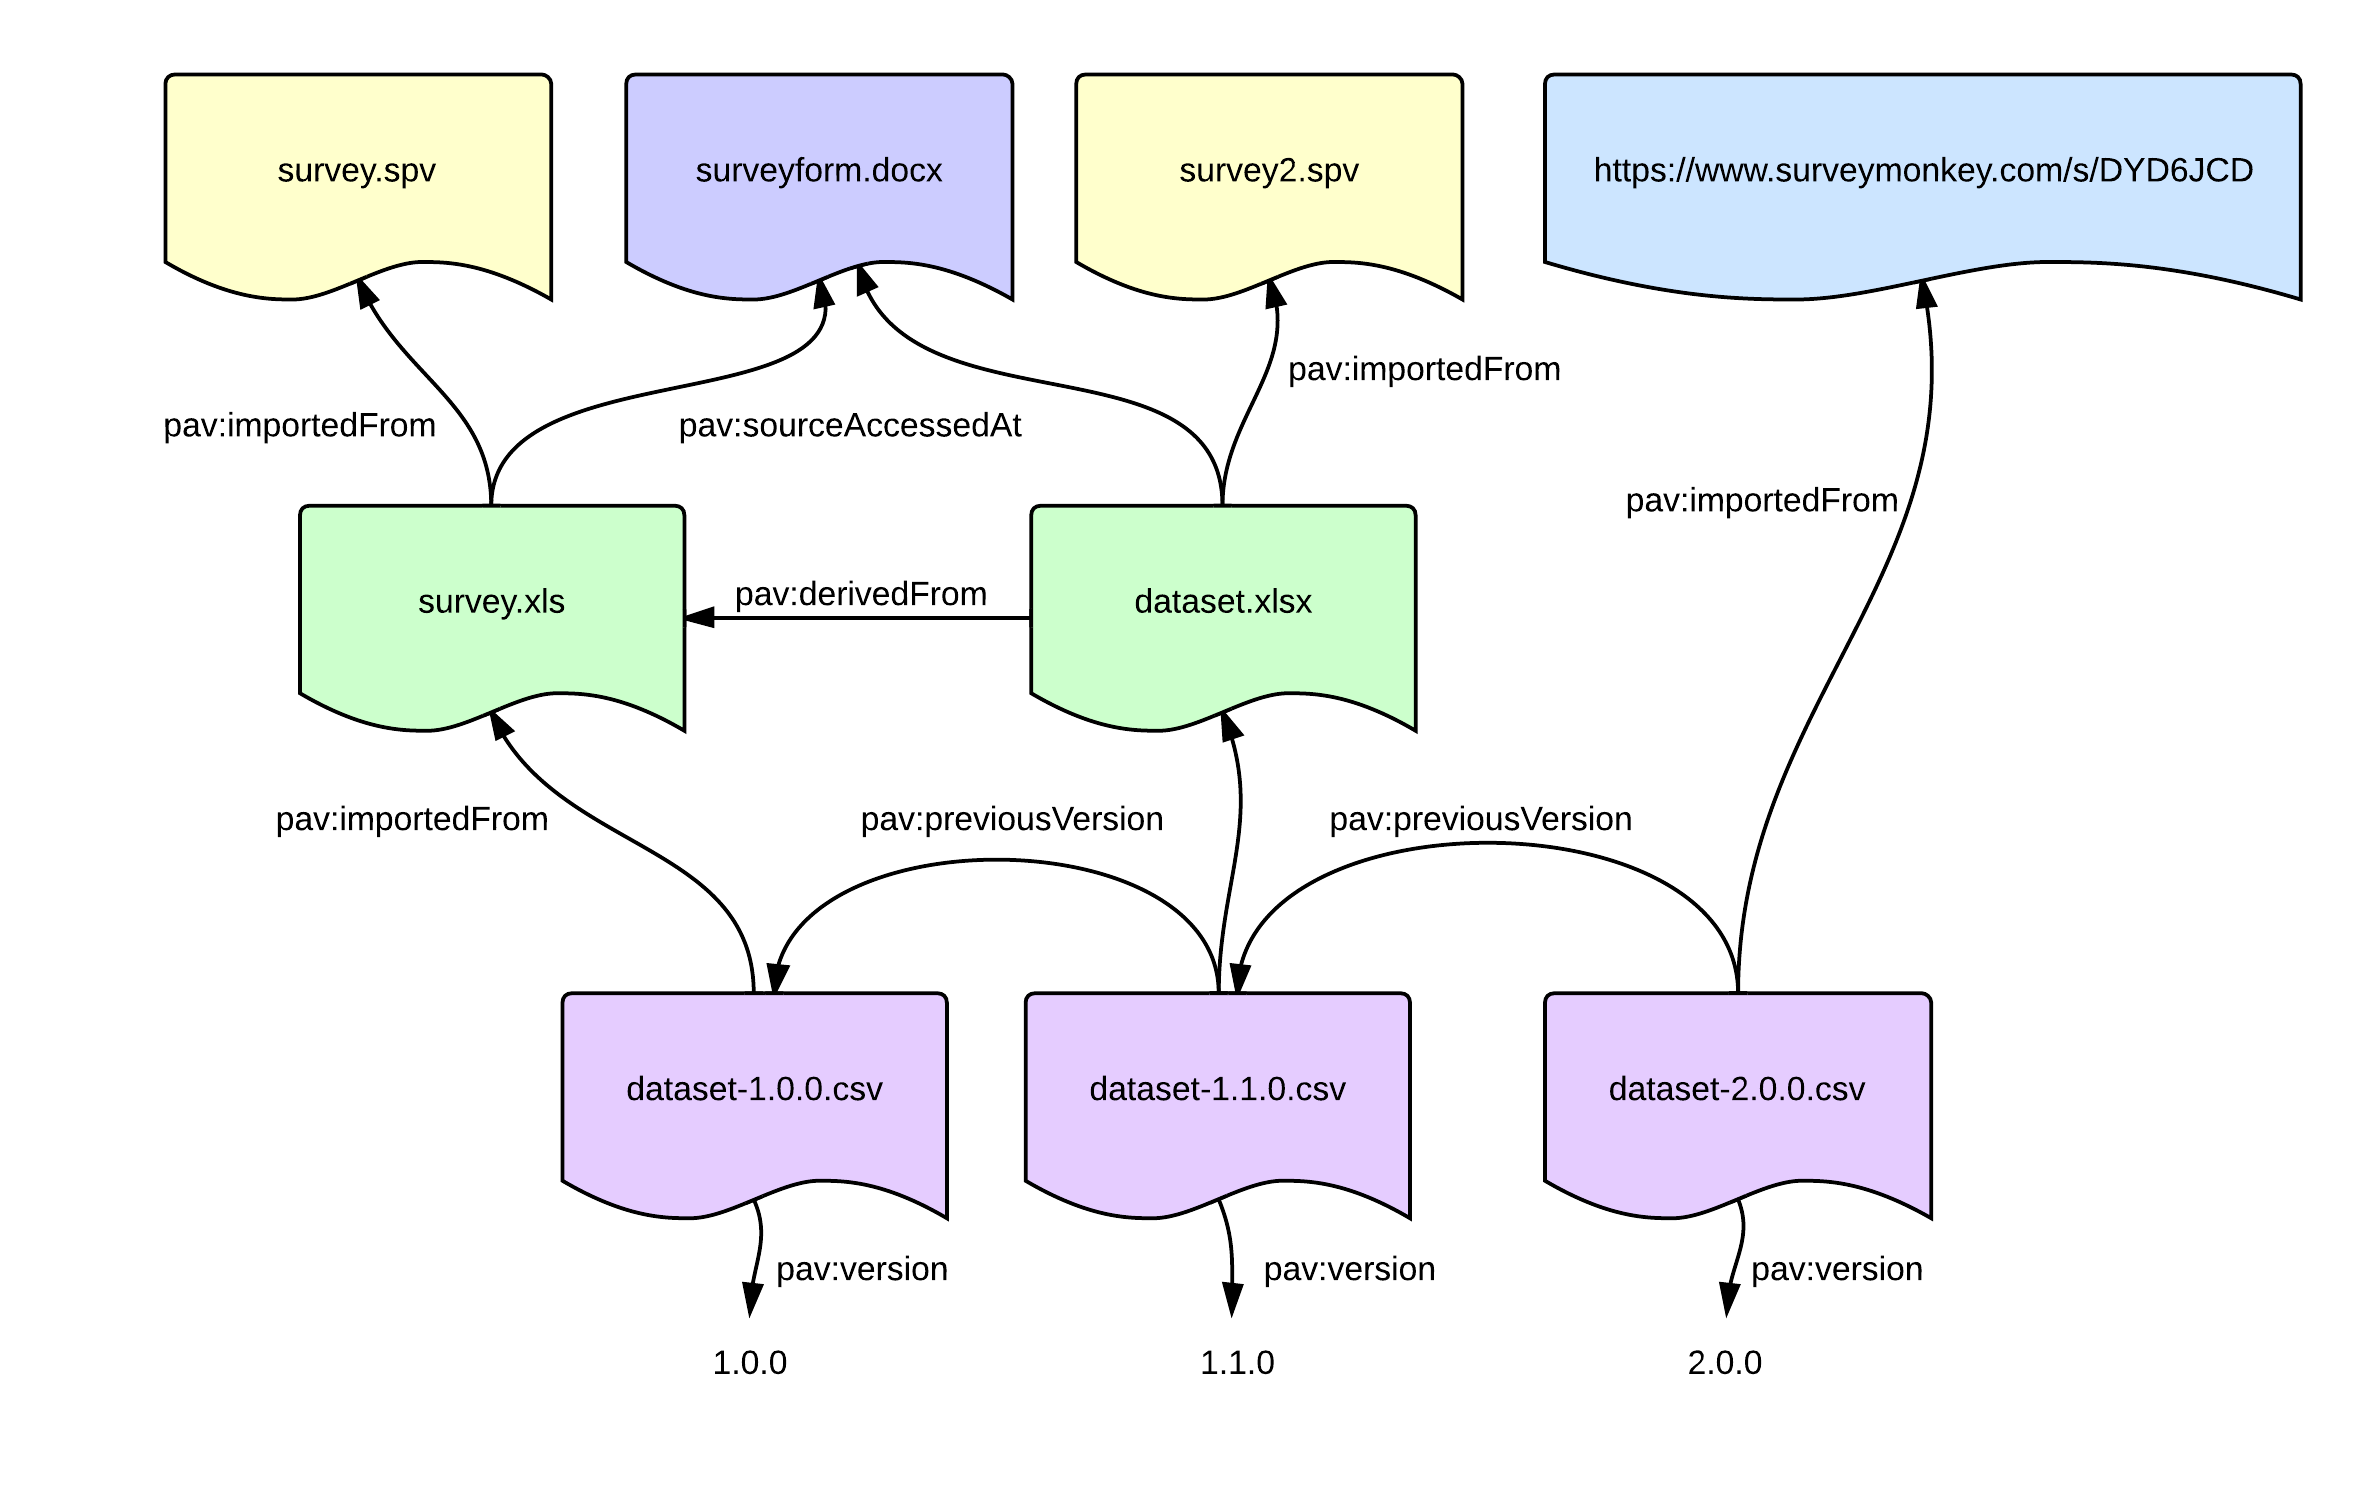 survey.spv
surveyform.docx
survey2.spv
https://www.surveymonkey.com/s/DYD6JCD
pav:importedFrom
pav:importedFrom
pav:sourceAccessedAt
pav:importedFrom
survey.xls
pav:derivedFrom
dataset.xlsx
pav:importedFrom
pav:previousVersion
pav:previousVersion
dataset-1.0.0.csv
dataset-1.1.0.csv
dataset-2.0.0.csv
pav:version
pav:version
pav:version
1.0.0
1.1.0
2.0.0